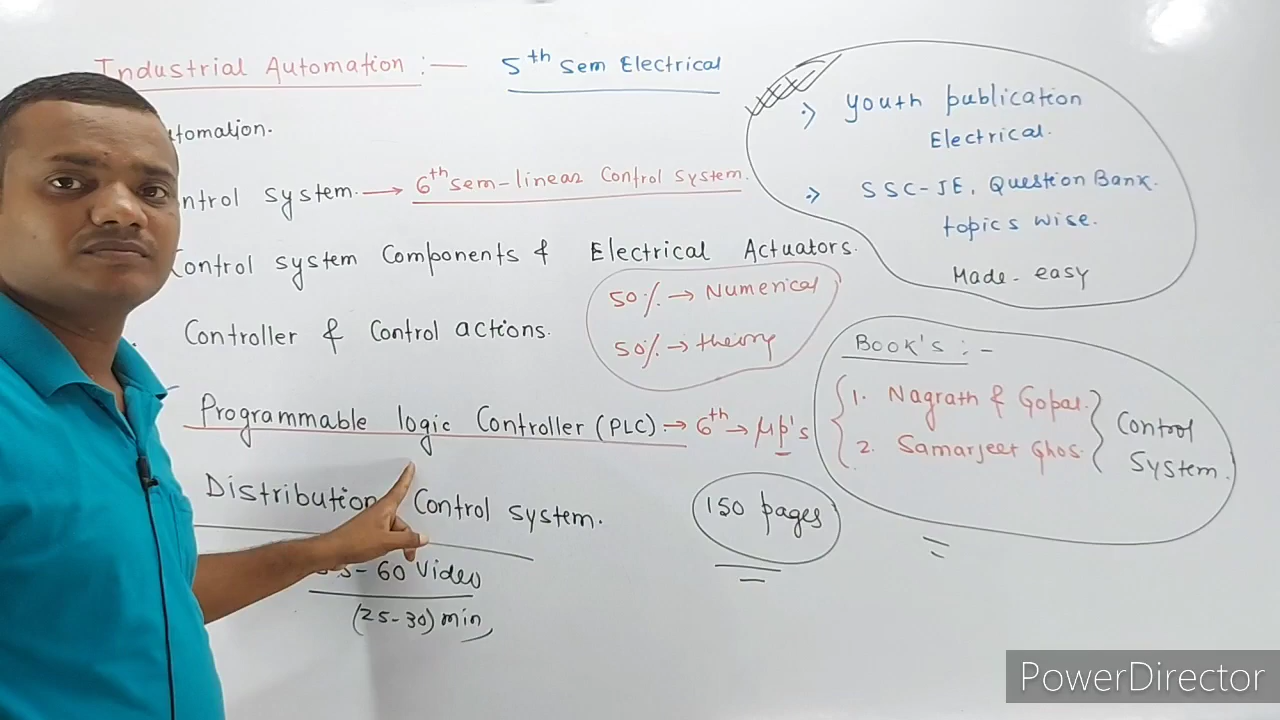 Industrial Automation :— 5th sem Electrical
control system. → 6th sem-linear Control System.
Control system Components & Electrical Actuators.
Controller & Control actions.
50% → Numerical
50% → theory
Programmable logic Controller (PLC) → 6th → μp's
Distribution Control system.
60 Video
(25-30) min
150 pages
youth publication
Electrical.
SSC-JE, Question Bank.
topics wise.
Made-easy
Book's :-
1. Nagrath & Gopal.
2. Samarjeet Ghos.
Control
System.
PowerDirector